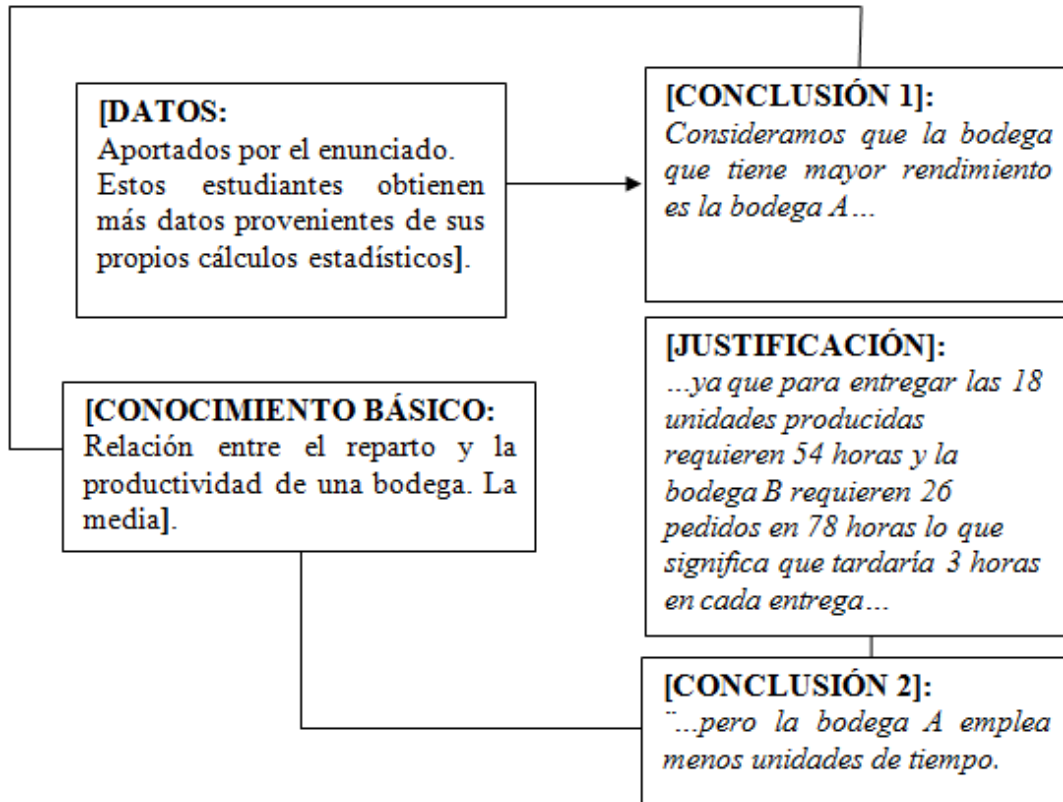 [DATOS:
Aportados por el enunciado.
Estos estudiantes obtienen
más datos provenientes de sus
propios cálculos estadísticos].
[CONCLUSIÓN 1]:
Consideramos que la bodega
que tiene mayor rendimiento
es la bodega A…
[CONOCIMIENTO BÁSICO:
Relación entre el reparto y la
productividad de una bodega. La
media].
[JUSTIFICACIÓN]:
…ya que para entregar las 18
unidades producidas
requieren 54 horas y la
bodega B requieren 26
pedidos en 78 horas lo que
significa que tardaría 3 horas
en cada entrega…
[CONCLUSIÓN 2]:
¨…pero la bodega A emplea
menos unidades de tiempo.